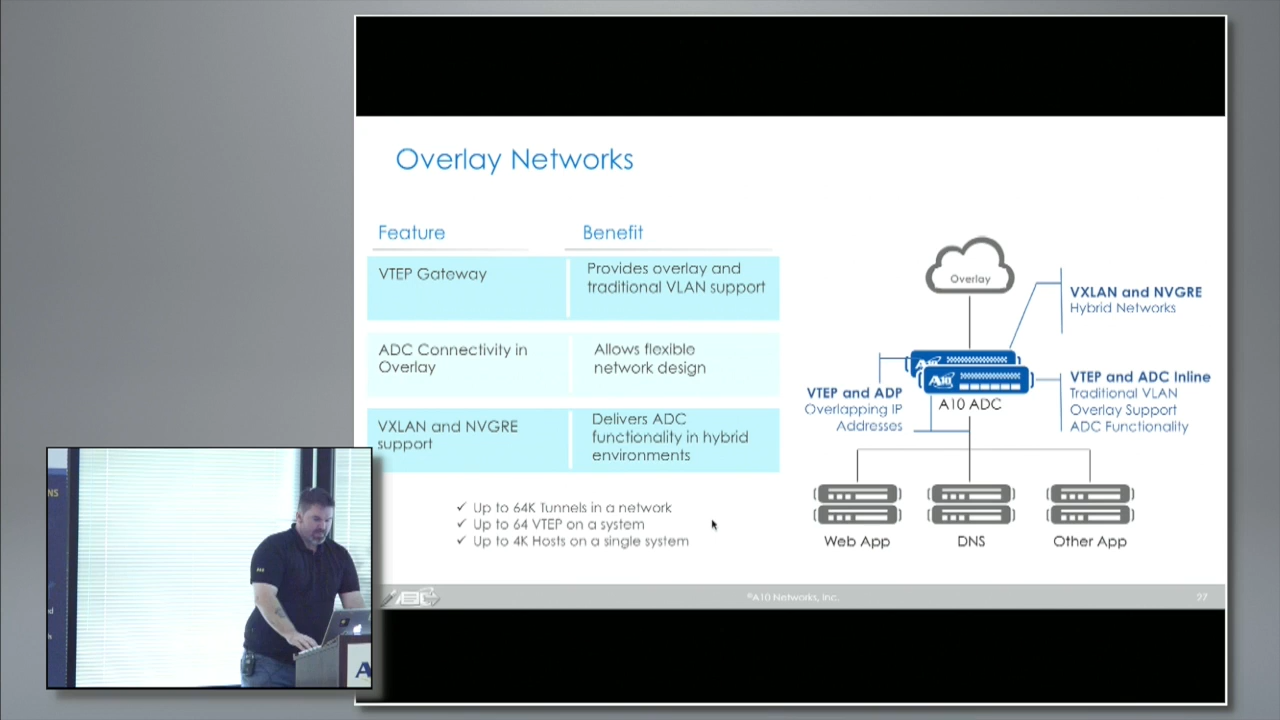 Overlay Networks
Feature
Benefit
VTEP Gateway
Provides overlay and
traditional VLAN support
ADC Connectivity in
Overlay
Allows flexible
network design
VXLAN and NVGRE
support
Delivers ADC
functionality in hybrid
environments
✓ Up to 64K Tunnels in a network
✓ Up to 64 VTEP on a system
✓ Up to 4K Hosts on a single system
Overlay
VXLAN and NVGRE
Hybrid Networks
A10
A10
A10 ADC
VTEP and ADP
Overlapping IP
Addresses
VTEP and ADC Inline
Traditional VLAN
Overlay Support
ADC Functionality
Web App
DNS
Other App
©A10 Networks, Inc.
27
NS
A